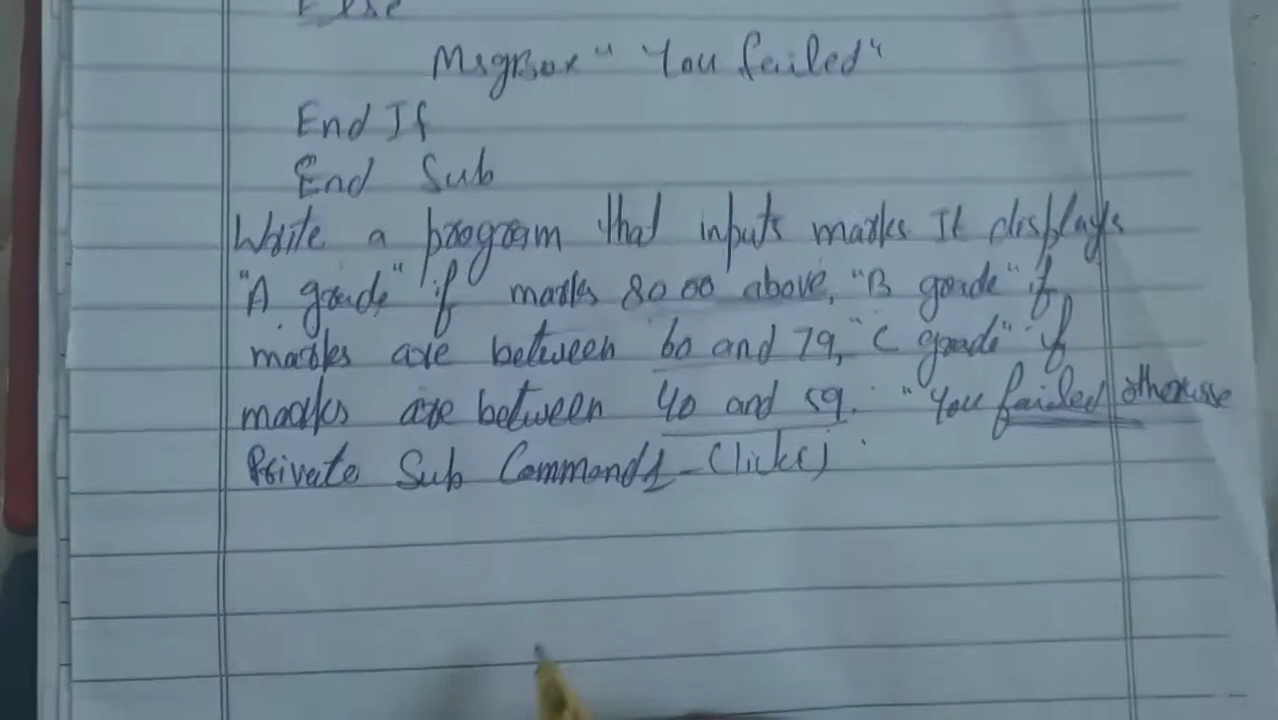 Else
MsgBox "You failed"
End If
End Sub
Write a program that inputs marks It displays
"A grade" if marks 80 or above, "B grade" if
marks are between 60 and 79, "C grade" if
marks are between 40 and 59. "You failed otherwise
Private Sub Command1_Click()